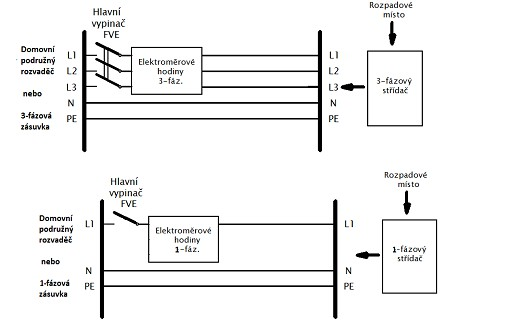 Hlavní
vypínač
FVE
Rozpadové
místo
Domovní
podružný
rozvaděč
nebo
3-fázová
zásuvka
L1
L2
L3
N
PE
Elektroměrové
hodiny
3-fáz.
L1
L2
L3
N
PE
3-fázový
střídač
Hlavní
vypínač
FVE
Rozpadové
místo
Domovní
podružný
rozvaděč
nebo
1-fázová
zásuvka
L1
N
PE
Elektroměrové
hodiny
1-fáz.
L1
N
PE
1-fázový
střídač